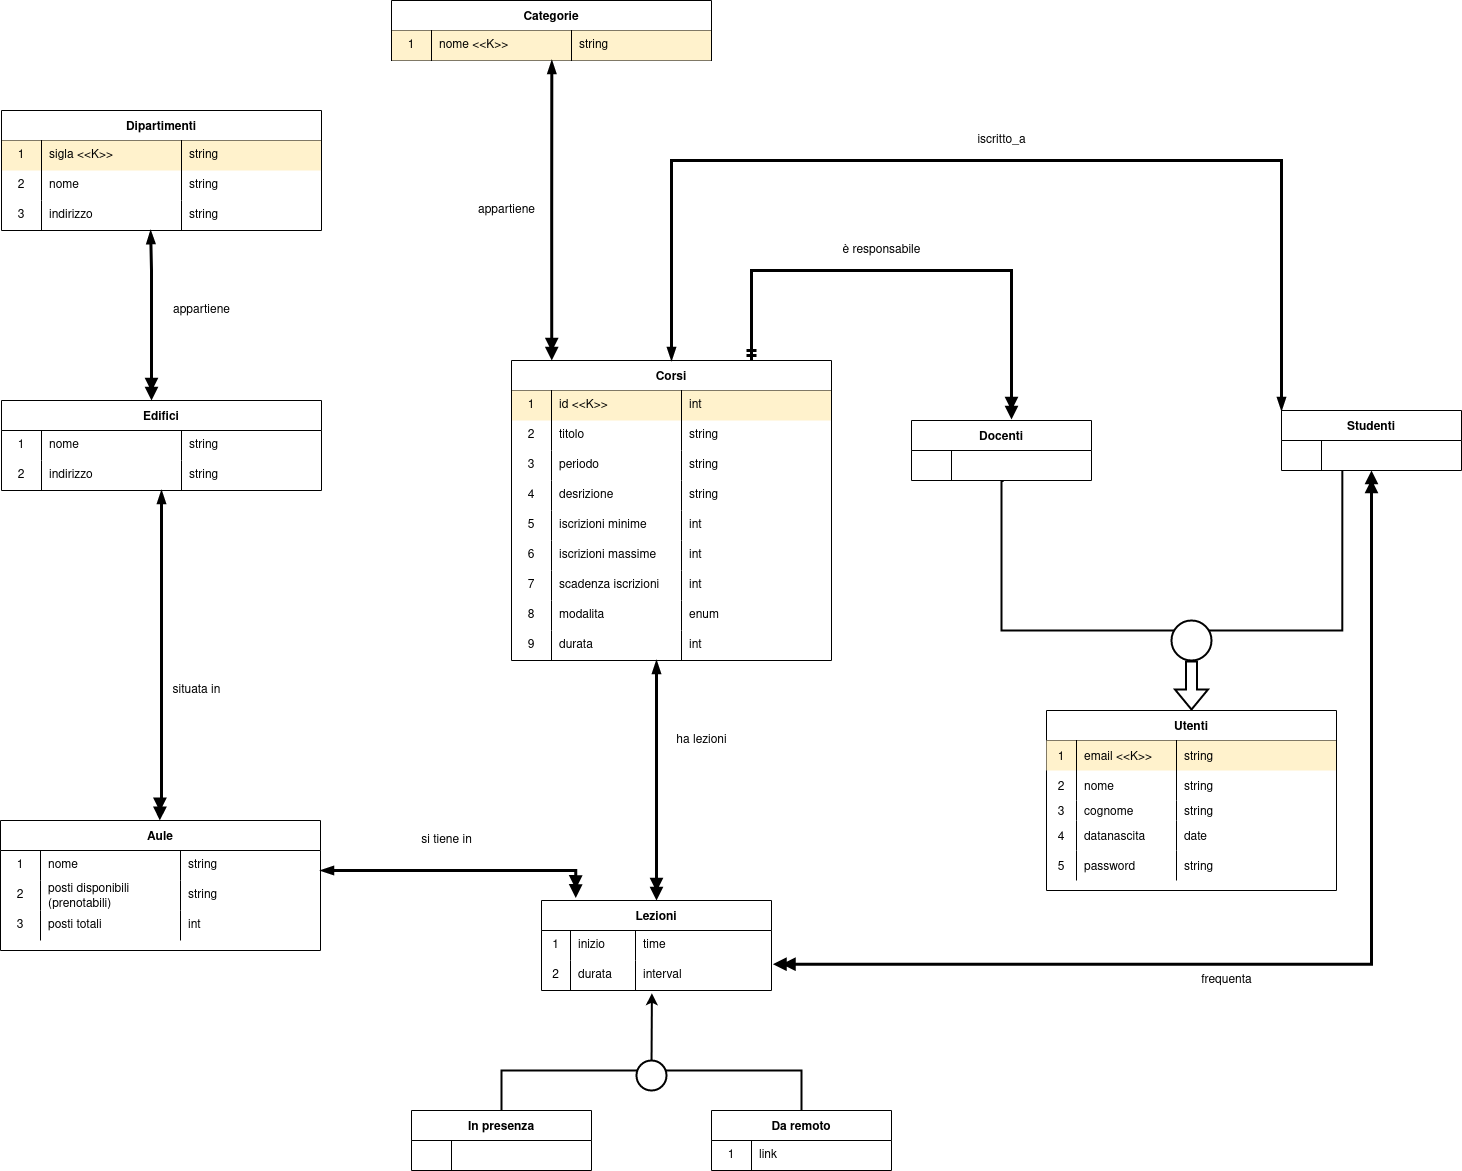 Categorie
1 nome <<K>> string
Dipartimenti
1 sigla <<K>> string
2 nome string
3 indirizzo string
iscritto_a
appartiene
è responsabile
appartiene
Corsi
1 id <<K>> int
2 titolo string
3 periodo string
4 desrizione string
5 iscrizioni minime int
6 iscrizioni massime int
7 scadenza iscrizioni int
8 modalita enum
9 durata int
Edifici
1 nome string
2 indirizzo string
Docenti
Studenti
situata in
ha lezioni
Utenti
1 email <<K>> string
2 nome string
3 cognome string
4 datanascita date
5 password string
Aule
1 nome string
2 posti disponibili
(prenotabili) string
3 posti totali int
si tiene in
Lezioni
1 inizio time
2 durata interval
frequenta
In presenza
Da remoto
1 link